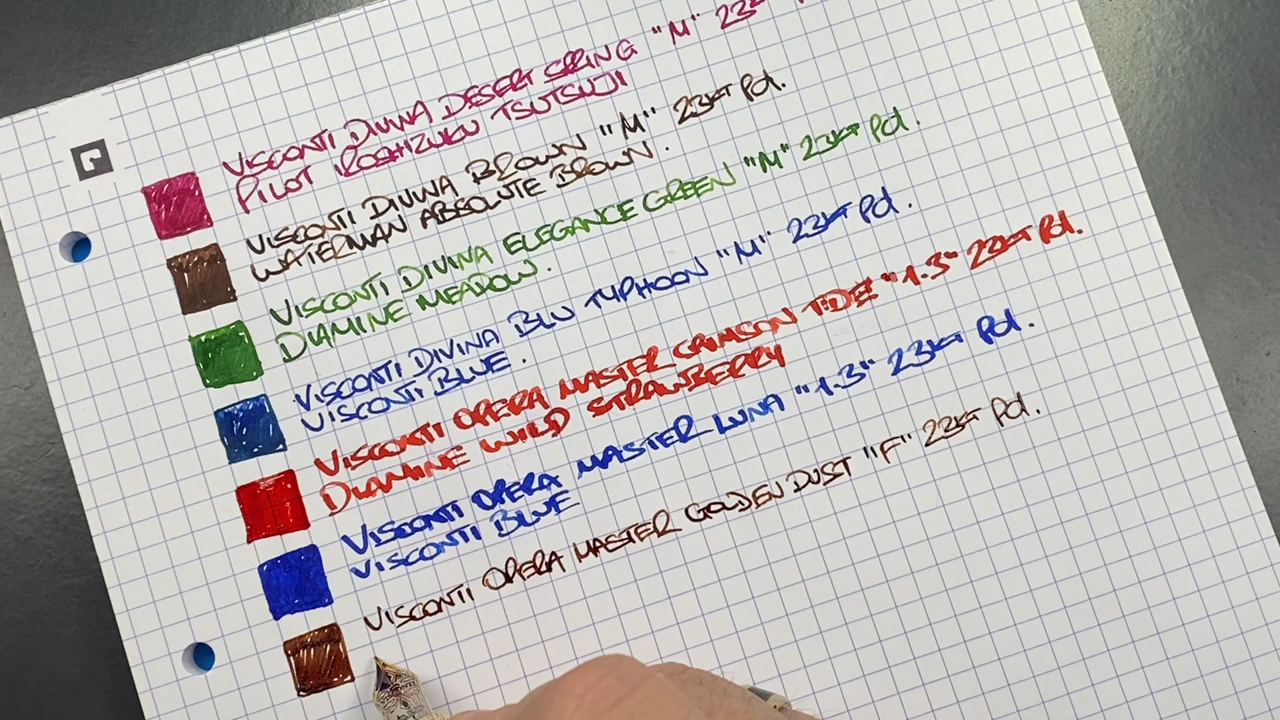 VISCONTI DIVINA DESERT SPRING "M" 23KT
PILOT IROSHIZUKU TSUTSUJI
VISCONTI DIVINA BROWN "M" 23KT Pd.
WATERMAN ABSOLUTE BROWN.
VISCONTI DIVINA ELEGANCE GREEN "M" 23KT Pd.
DIAMINE MEADOW.
VISCONTI DIVINA BLU TYPHOON "M" 23KT Pd.
VISCONTI BLUE.
VISCONTI OPERA MASTER CRIMSON TIDE "1.3" 23KT Pd.
DIAMINE WILD STRAWBERRY
VISCONTI OPERA MASTER LUNA "1.3" 23KT Pd.
VISCONTI BLUE
VISCONTI OPERA MASTER GOLDEN DUST "F" 23KT Pd.